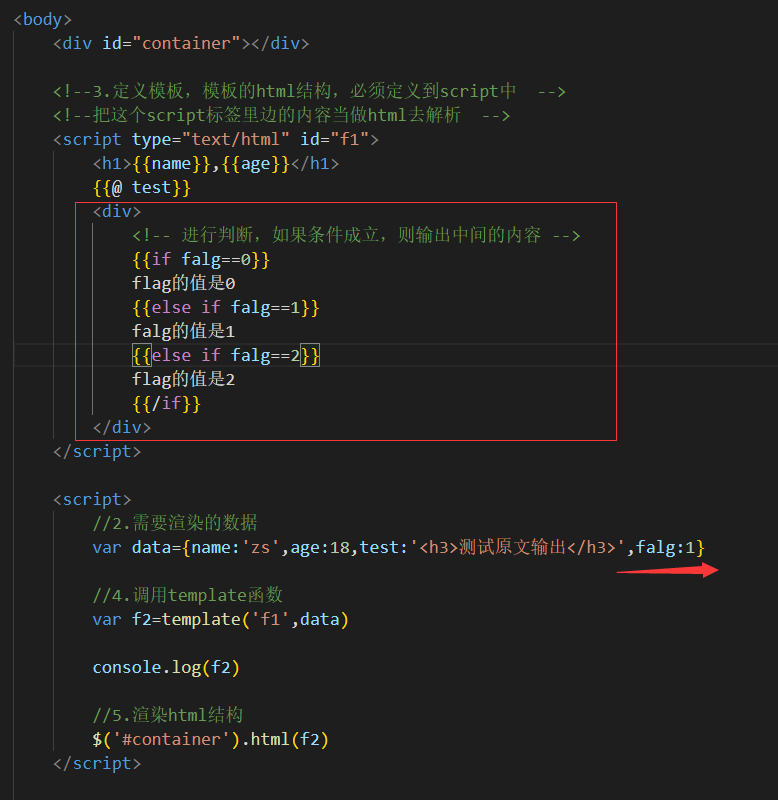 <body>
<div id="container"></div>
<!--3.定义模板，模板的html结构，必须定义到script中  -->
<!--把这个script标签里边的内容当做html去解析  -->
<script type="text/html" id="f1">
<h1>{{name}},{{age}}</h1>
{{@ test}}
<div>
<!-- 进行判断，如果条件成立，则输出中间的内容 -->
{{if falg==0}}
flag的值是0
{{else if falg==1}}
falg的值是1
{{else if falg==2}}
flag的值是2
{{/if}}
</div>
</script>
<script>
//2.需要渲染的数据
var data={name:'zs',age:18,test:'<h3>测试原文输出</h3>',falg:1}
//4.调用template函数
var f2=template('f1',data)
console.log(f2)
//5.渲染html结构
$('#container').html(f2)
</script>